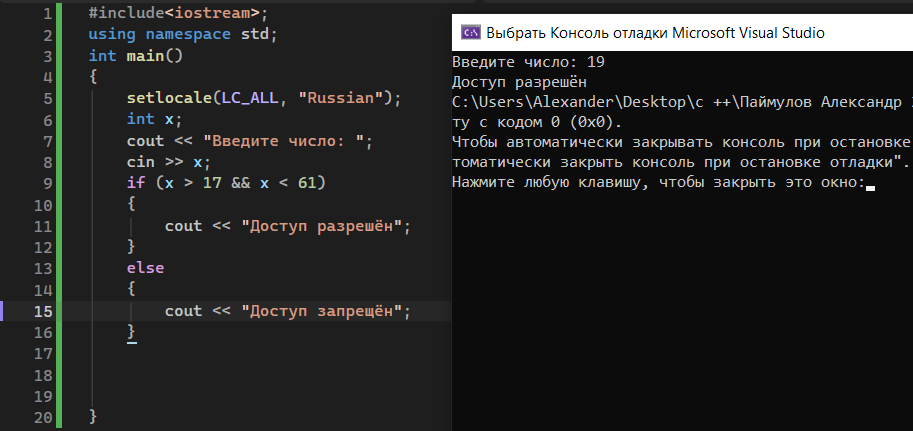 1 #include<iostream>;
2 using namespace std;
3 int main()
4 {
5 setlocale(LC_ALL, "Russian");
6 int x;
7 cout << "Введите число: ";
8 cin >> x;
9 if (x > 17 && x < 61)
10 {
11 cout << "Доступ разрешён";
12 }
13 else
14 {
15 cout << "Доступ запрещён";
16 }
17
18
19
20 }
Выбрать Консоль отладки Microsoft Visual Studio
Введите число: 19
Доступ разрешён
C:\Users\Alexander\Desktop\c ++\Паймулов Александр
ту с кодом 0 (0x0).
Чтобы автоматически закрывать консоль при остановке
томатически закрыть консоль при остановке отладки".
Нажмите любую клавишу, чтобы закрыть это окно: